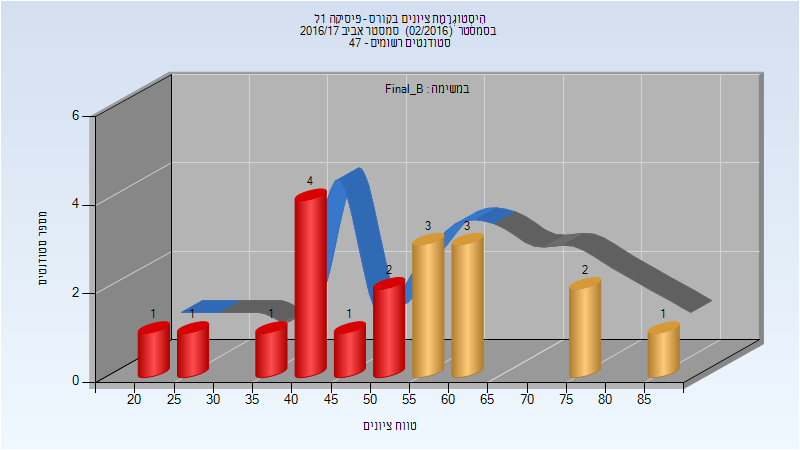 היסטוגרמת ציונים בקורס - פיסיקה 1ל
בסמסטר (02/2016) סמסטר אביב 2016/17
סטודנטים רשומים - 47
במשימה : Final_B
מספר סטודנטים
6
4
2
0
1
1
1
4
1
2
3
3
2
1
20 25 30 35 40 45 50 55 60 65 70 75 80 85
טווח ציונים